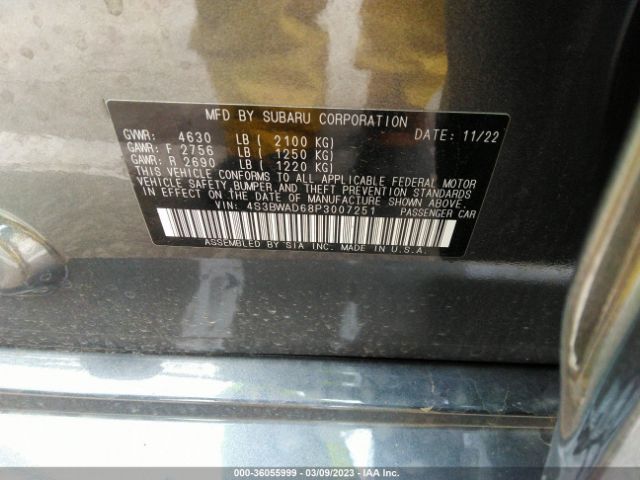 MFD BY SUBARU CORPORATION
GVWR: 4630 LB ( 2100 KG) DATE: 11/22
GAWR: F 2756 LB ( 1250 KG)
GAWR: R 2690 LB ( 1220 KG)
THIS VEHICLE CONFORMS TO ALL APPLICABLE FEDERAL MOTOR
VEHICLE SAFETY, BUMPER, AND THEFT PREVENTION STANDARDS
IN EFFECT ON THE DATE OF MANUFACTURE SHOWN ABOVE.
VIN: 4S3BWAD68P3007251 PASSENGER CAR
ASSEMBLED BY SIA INC. MADE IN U.S.A.
000-36055999 | 03/09/2023 | IAA Inc.